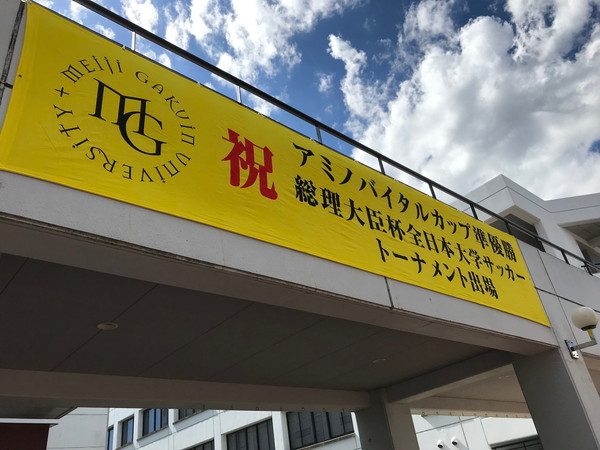 MEIJI GAKUIN UNIVERSITY +
MG
祝
アミノバイタルカップ準優勝
総理大臣杯全日本大学サッカー
トーナメント出場